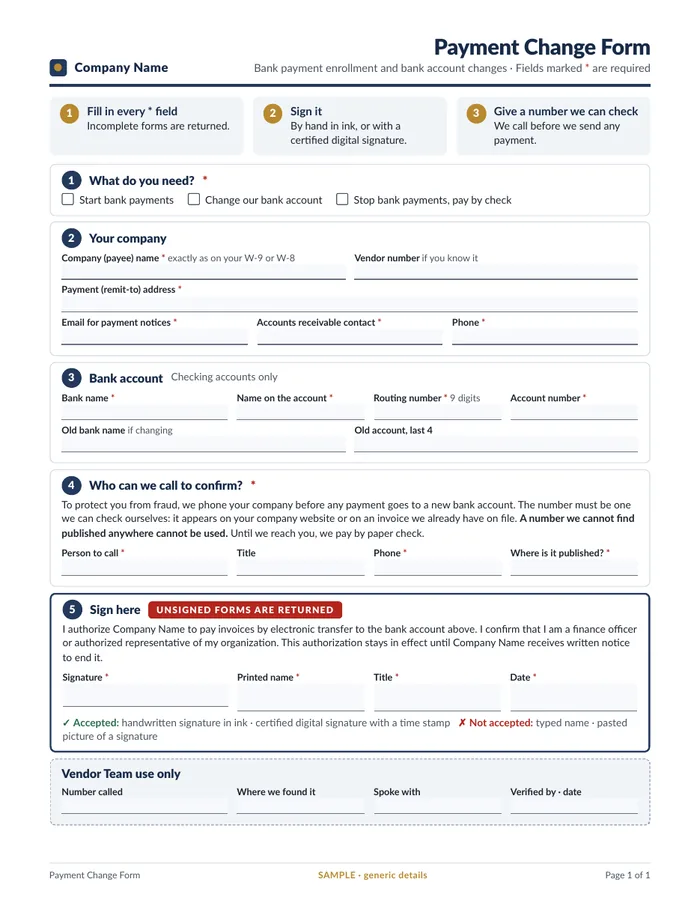 Payment Change Form
Company Name
Bank payment enrollment and bank account changes · Fields marked * are required
1
Fill in every * field
Incomplete forms are returned.
2
Sign it
By hand in ink, or with a
certified digital signature.
3
Give a number we can check
We call before we send any
payment.
1 What do you need? *
Start bank payments
Change our bank account
Stop bank payments, pay by check
2 Your company
Company (payee) name * exactly as on your W-9 or W-8
Vendor number if you know it
Payment (remit-to) address *
Email for payment notices *
Accounts receivable contact *
Phone *
3 Bank account Checking accounts only
Bank name *
Name on the account *
Routing number * 9 digits
Account number *
Old bank name if changing
Old account, last 4
4 Who can we call to confirm? *
To protect you from fraud, we phone your company before any payment goes to a new bank account. The number must be one
we can check ourselves: it appears on your company website or on an invoice we already have on file. A number we cannot find
published anywhere cannot be used. Until we reach you, we pay by paper check.
Person to call *
Title
Phone *
Where is it published? *
5 Sign here UNSIGNED FORMS ARE RETURNED
I authorize Company Name to pay invoices by electronic transfer to the bank account above. I confirm that I am a finance officer
or authorized representative of my organization. This authorization stays in effect until Company Name receives written notice
to end it.
Signature *
Printed name *
Title *
Date *
✓ Accepted: handwritten signature in ink · certified digital signature with a time stamp ✗ Not accepted: typed name · pasted
picture of a signature
Vendor Team use only
Number called
Where we found it
Spoke with
Verified by · date
Payment Change Form
SAMPLE · generic details
Page 1 of 1